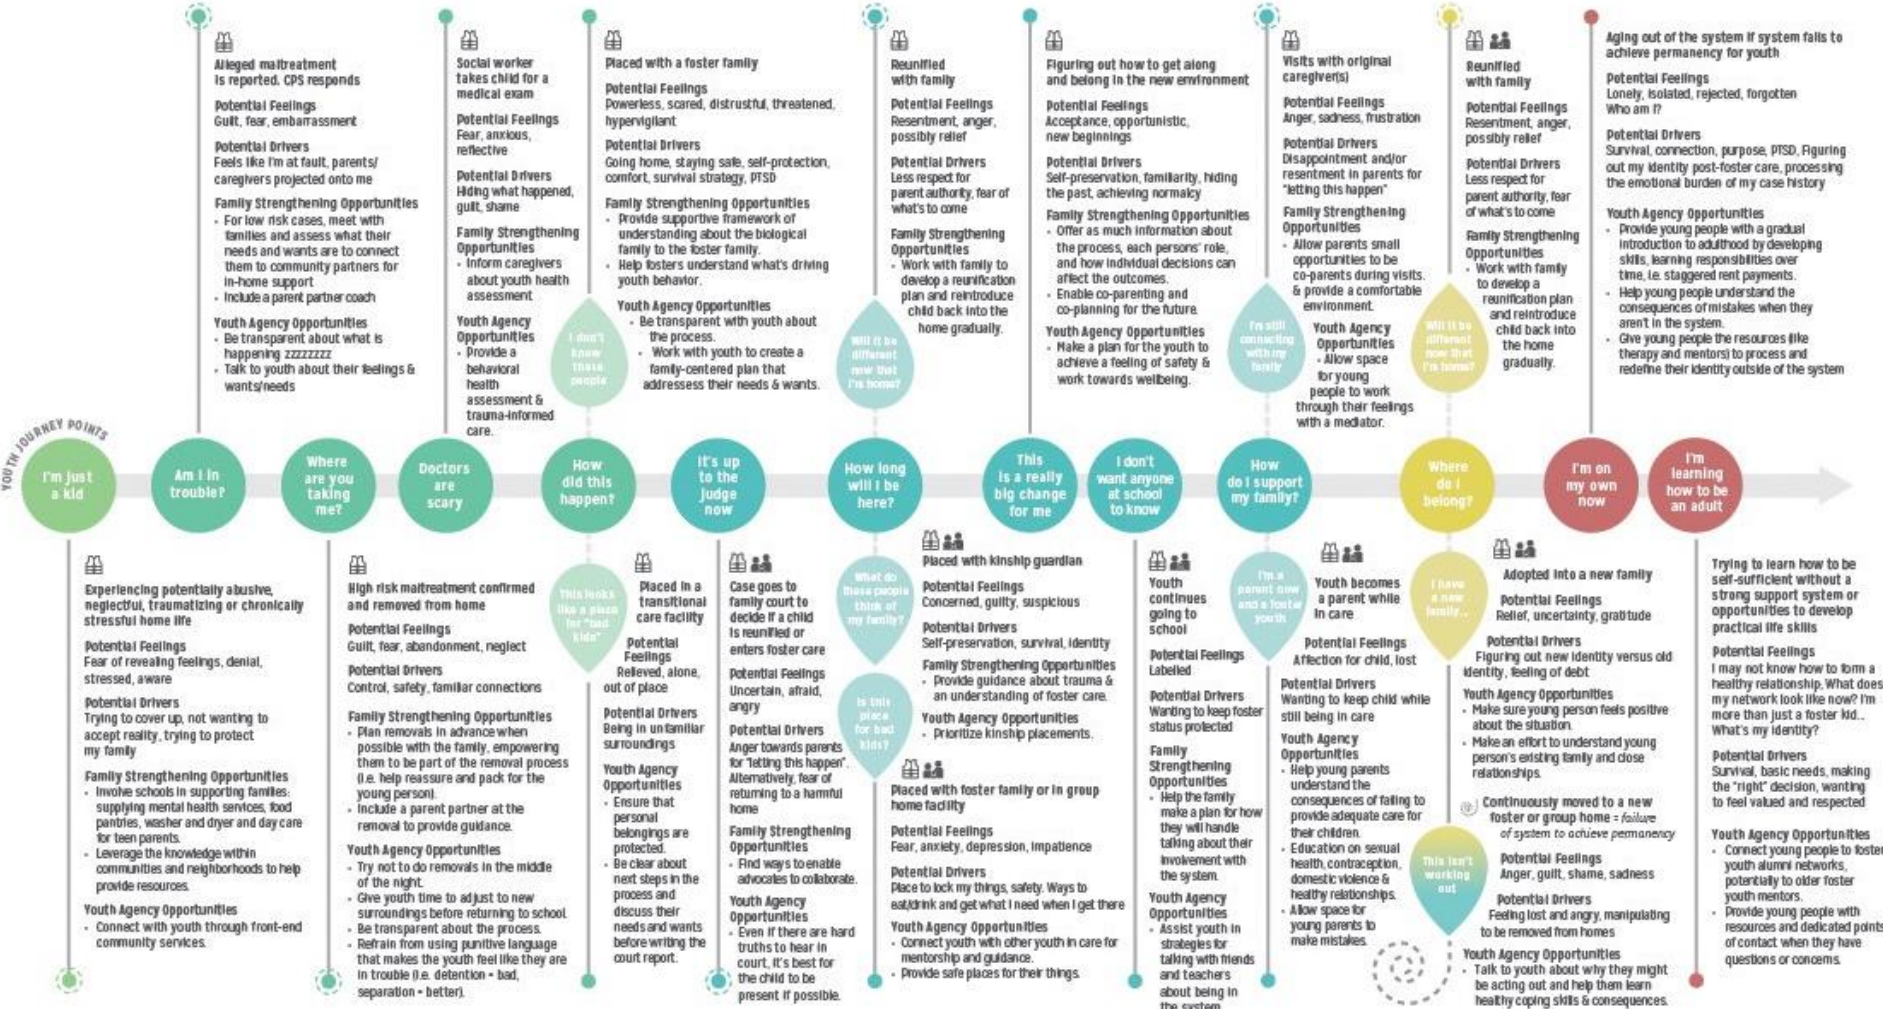 Alleged maltreatment
is reported. CPS responds
Potential Feelings
Guilt, fear, embarrassment
Potential Drivers
Feels like I'm at fault, parents/
caregivers projected onto me
Family Strengthening Opportunities
• For low risk cases, meet with
families and assess what their
needs and wants are to connect
them to community partners for
in-home support
• Include a parent partner coach
Youth Agency Opportunities
• Be transparent about what is
happening zzzzzzzz
• Talk to youth about their feelings &
wants/needs
Social worker
takes child for a
medical exam
Potential Feelings
Fear, anxious,
reflective
Potential Drivers
Hiding what happened,
guilt, shame
Family Strengthening
Opportunities
• Inform caregivers
about youth health
assessment
Youth Agency
Opportunities
• Provide a
behavioral
health
assessment &
trauma-informed
care.
Placed with a foster family
Potential Feelings
Powerless, scared, distrustful, threatened,
hypervigilant
Potential Drivers
Going home, staying safe, self-protection,
comfort, survival strategy, PTSD
Family Strengthening Opportunities
• Provide supportive framework of
understanding about the biological
family to the foster family.
• Help fosters understand what's driving
youth behavior.
Youth Agency Opportunities
• Be transparent with youth about
the process.
• Work with youth to create a
family-centered plan that
addressess their needs & wants.
I don't
know
these
people
Reunified
with family
Potential Feelings
Resentment, anger,
possibly relief
Potential Drivers
Less respect for
parent authority, fear of
what's to come
Family Strengthening
Opportunities
• Work with family to
develop a reunification
plan and reintroduce
child back into the
home gradually.
Will it be
different
now that
I'm home?
Figuring out how to get along
and belong in the new environment
Potential Feelings
Acceptance, opportunistic,
new beginnings
Potential Drivers
Self-preservation, familiarity, hiding
the past, achieving normalcy
Family Strengthening Opportunities
• Offer as much information about
the process, each persons' role,
and how individual decisions can
affect the outcomes.
• Enable co-parenting and
co-planning for the future.
Youth Agency Opportunities
• Make a plan for the youth to
achieve a feeling of safety &
work towards wellbeing.
Visits with original
caregiver(s)
Potential Feelings
Anger, sadness, frustration
Potential Drivers
Disappointment and/or
resentment in parents for
"letting this happen"
Family Strengthening
Opportunities
• Allow parents small
opportunities to be
co-parents during visits.
& provide a comfortable
environment.
Youth Agency
Opportunities
• Allow space
for young
people to work
through their feelings
with a mediator.
I'm still
connecting
with my
family
Reunified
with family
Potential Feelings
Resentment, anger,
possibly relief
Potential Drivers
Less respect for
parent authority, fear
of what's to come
Family Strengthening
Opportunities
• Work with family
to develop a
reunification plan
and reintroduce
child back into
the home
gradually.
Will it be
different
now that
I'm home?
Aging out of the system if system fails to
achieve permanency for youth
Potential Feelings
Lonely, isolated, rejected, forgotten
Who am I?
Potential Drivers
Survival, connection, purpose, PTSD, Figuring
out my identity post-foster care, processing
the emotional burden of my case history
Youth Agency Opportunities
• Provide young people with a gradual
introduction to adulthood by developing
skills, learning responsibilities over
time, i.e. staggered rent payments.
• Help young people understand the
consequences of mistakes when they
aren't in the system.
• Give young people the resources (like
therapy and mentors) to process and
redefine their identity outside of the system
YOUTH JOURNEY POINTS
I'm just
a kid
Am I in
trouble?
Where
are you
taking
me?
Doctors
are
scary
How
did this
happen?
It's up
to the
judge
now
How long
will I be
here?
This
is a really
big change
for me
I don't
want anyone
at school
to know
How
do I support
my family?
Where
do I
belong?
I'm on
my own
now
I'm
learning
how to be
an adult
Experiencing potentially abusive,
neglectful, traumatizing or chronically
stressful home life
Potential Feelings
Fear of revealing feelings, denial,
stressed, aware
Potential Drivers
Trying to cover up, not wanting to
accept reality, trying to protect
my family
Family Strengthening Opportunities
• Involve schools in supporting families:
supplying mental health services, food
pantries, washer and dryer and day care
for teen parents.
• Leverage the knowledge within
communities and neighborhoods to help
provide resources.
Youth Agency Opportunities
• Connect with youth through front-end
community services.
High risk maltreatment confirmed
and removed from home
Potential Feelings
Guilt, fear, abandonment, neglect
Potential Drivers
Control, safety, familiar connections
Family Strengthening Opportunities
• Plan removals in advance when
possible with the family, empowering
them to be part of the removal process
(i.e. help reassure and pack for the
young person).
• Include a parent partner at the
removal to provide guidance.
Youth Agency Opportunities
• Try not to do removals in the middle
of the night.
• Give youth time to adjust to new
surroundings before returning to school.
• Be transparent about the process.
• Refrain from using punitive language
that makes the youth feel like they are
in trouble (i.e. detention = bad,
separation = better).
This looks
like a place
for "bad
kids"
Placed in a
transitional
care facility
Potential
Feelings
Relieved, alone,
out of place
Potential Drivers
Being in unfamiliar
surroundings
Youth Agency
Opportunities
• Ensure that
personal
belongings are
protected.
• Be clear about
next steps in the
process and
discuss their
needs and wants
before writing the
court report.
Case goes to
family court to
decide if a child
is reunified or
enters foster care
Potential Feelings
Uncertain, afraid,
angry
Potential Drivers
Anger towards parents
for "letting this happen".
Alternatively, fear of
returning to a harmful
home
Family Strengthening
Opportunities
• Find ways to enable
advocates to collaborate.
Youth Agency
Opportunities
• Even if there are hard
truths to hear in
court, it's best for
the child to be
present if possible.
What do
these people
think of
my family?
Is this
place
for bad
kids?
Placed with kinship guardian
Potential Feelings
Concerned, guilty, suspicious
Potential Drivers
Self-preservation, survival, identity
Family Strengthening Opportunities
• Provide guidance about trauma &
an understanding of foster care.
Youth Agency Opportunities
• Prioritize kinship placements.
Placed with foster family or in group
home facility
Potential Feelings
Fear, anxiety, depression, impatience
Potential Drivers
Place to lock my things, safety. Ways to
eat/drink and get what I need when I get there
Youth Agency Opportunities
• Connect youth with other youth in care for
mentorship and guidance.
• Provide safe places for their things.
Youth
continues
going to
school
Potential Feelings
Labelled
Potential Drivers
Wanting to keep foster
status protected
Family
Strengthening
Opportunities
• Help the family
make a plan for how
they will handle
talking about their
involvement with
the system.
Youth Agency
Opportunities
• Assist youth in
strategies for
talking with friends
and teachers
about being in
the system
I'm a
parent now
and a foster
youth
Youth becomes
a parent while
in care
Potential Feelings
Affection for child, lost
Potential Drivers
Wanting to keep child while
still being in care
Youth Agency
Opportunities
• Help young parents
understand the
consequences of failing to
provide adequate care for
their children.
• Education on sexual
health, contraception,
domestic violence &
healthy relationships.
• Allow space for
young parents to
make mistakes.
I have
a new
family...
Adopted into a new family
Potential Feelings
Relief, uncertainty, gratitude
Potential Drivers
Figuring out new identity versus old
identity, feeling of debt
Youth Agency Opportunities
• Make sure young person feels positive
about the situation.
• Make an effort to understand young
person's existing family and close
relationships.
Continuously moved to a new
foster or group home = failure
of system to achieve permanency
This isn't
working
out
Potential Feelings
Anger, guilt, shame, sadness
Potential Drivers
Feeling lost and angry, manipulating
to be removed from homes
Youth Agency Opportunities
• Talk to youth about why they might
be acting out and help them learn
healthy coping skills & consequences.
Trying to learn how to be
self-sufficient without a
strong support system or
opportunities to develop
practical life skills
Potential Feelings
I may not know how to form a
healthy relationship, What does
my network look like now? I'm
more than just a foster kid...
What's my identity?
Potential Drivers
Survival, basic needs, making
the "right" decision, wanting
to feel valued and respected
Youth Agency Opportunities
• Connect young people to foster
youth alumni networks,
potentially to older foster
youth mentors.
• Provide young people with
resources and dedicated points
of contact when they have
questions or concerns.